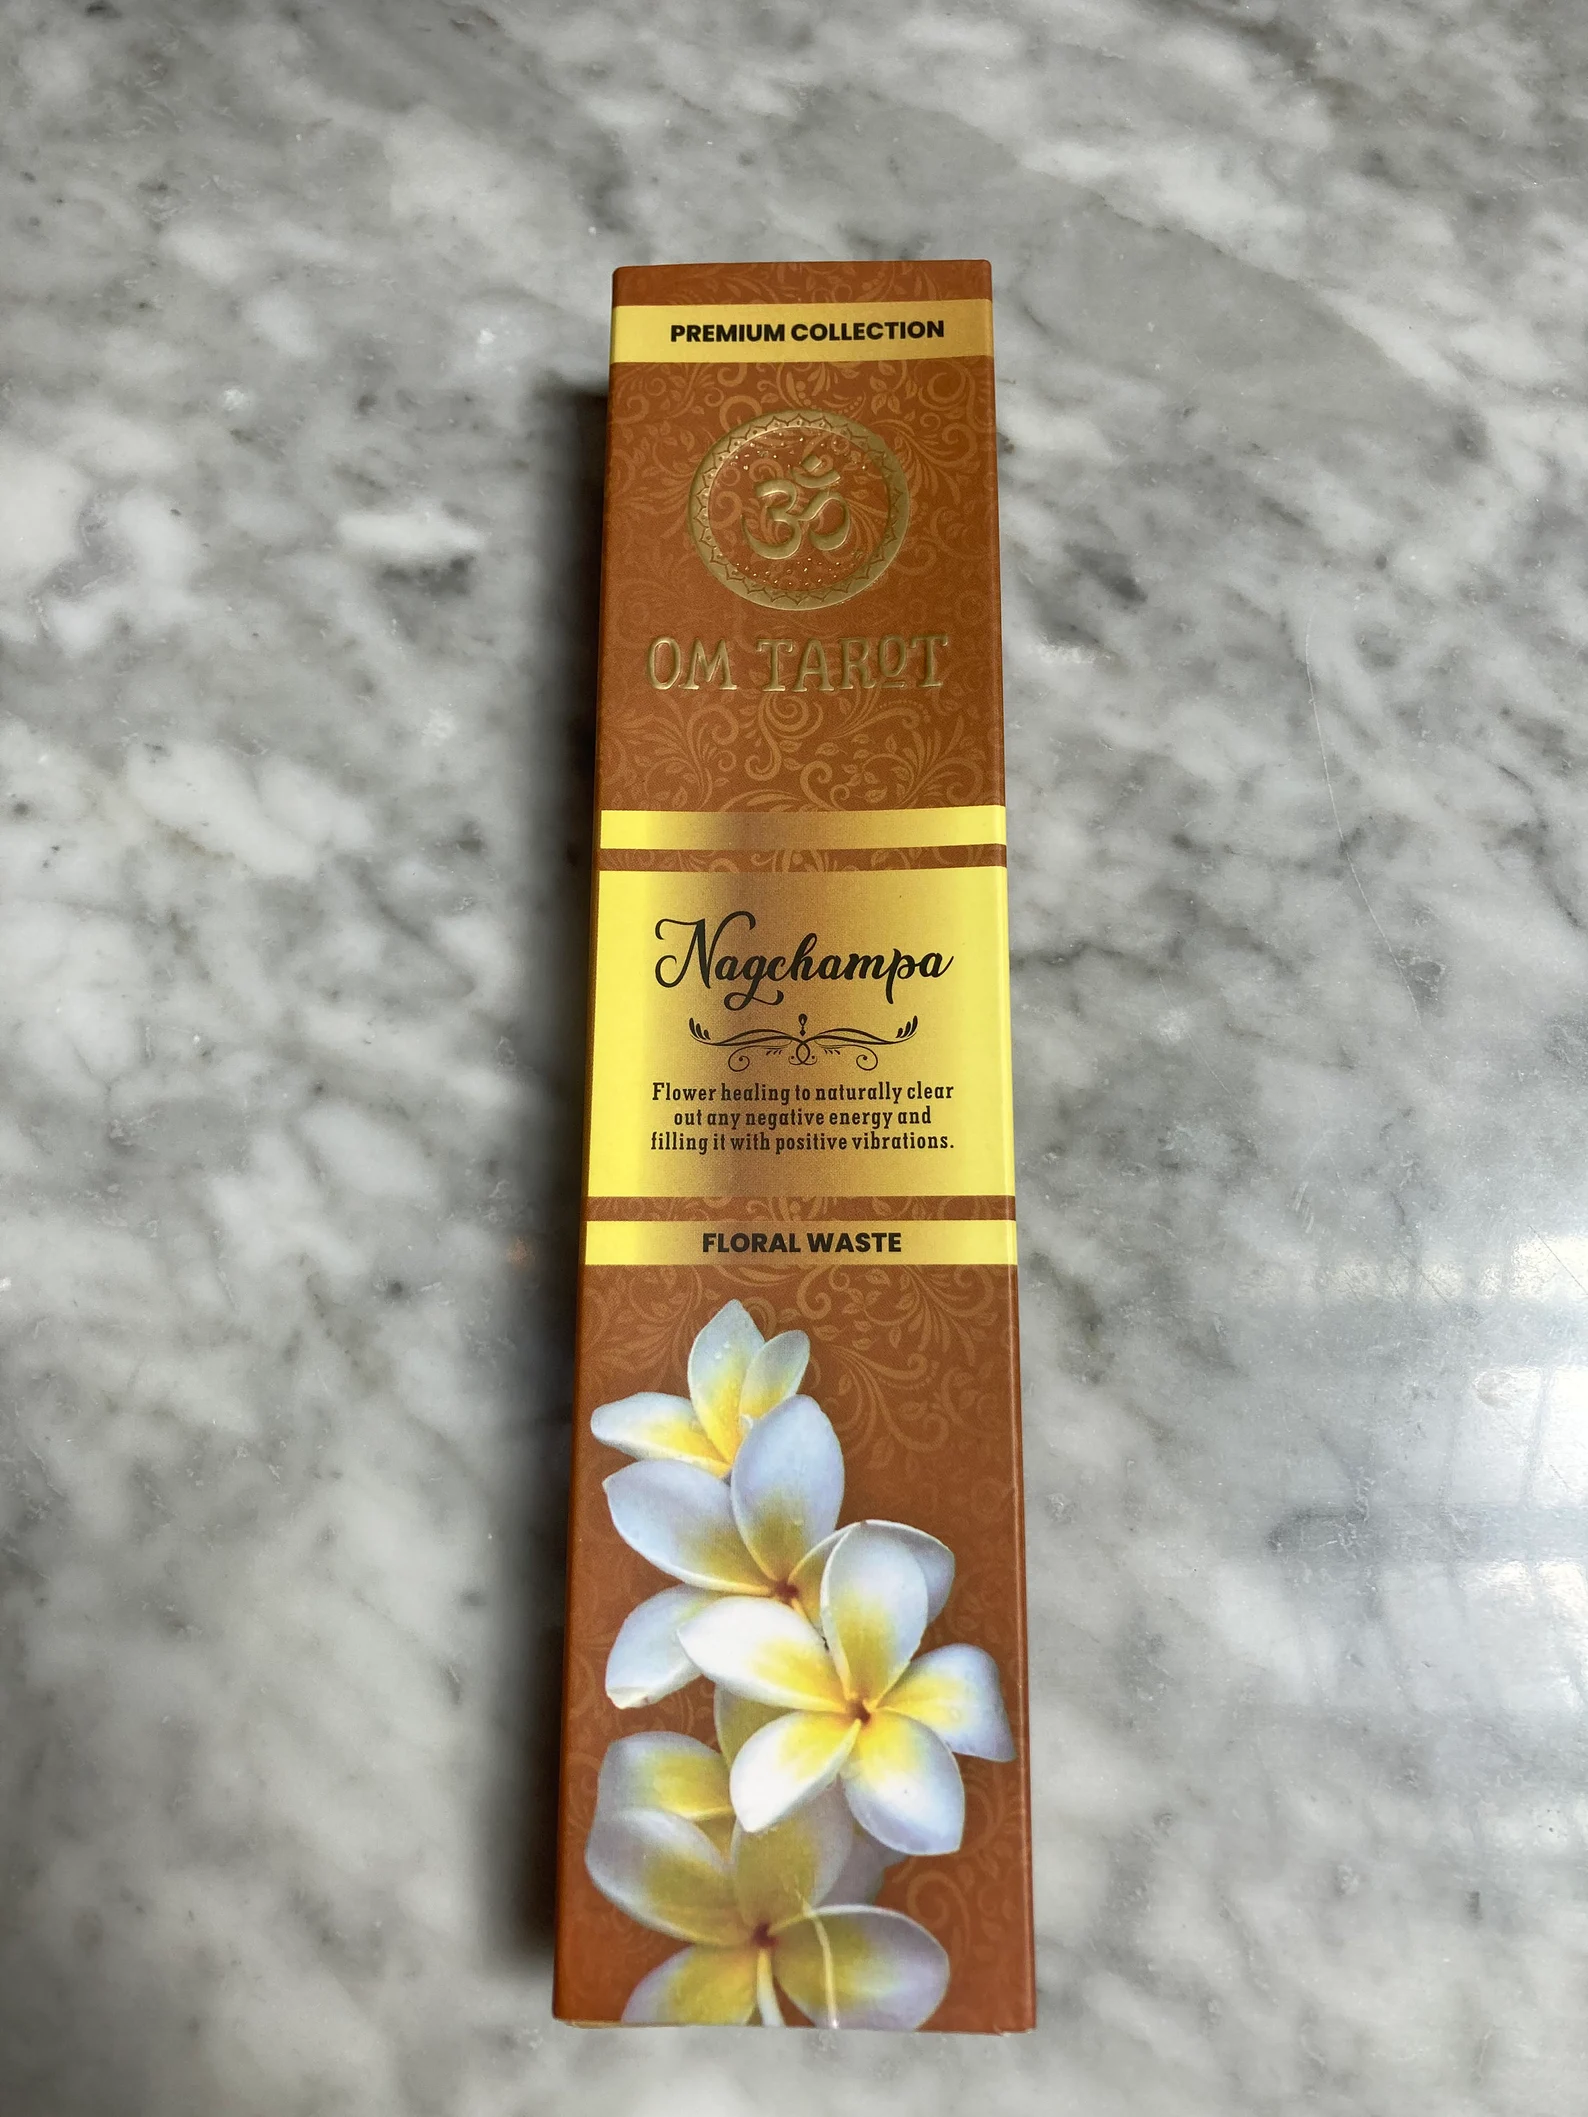 PREMIUM COLLECTION
ॐ
OM TAROT
Nagchampa
Flower healing to naturally clear
out any negative energy and
filling it with positive vibrations.
FLORAL WASTE